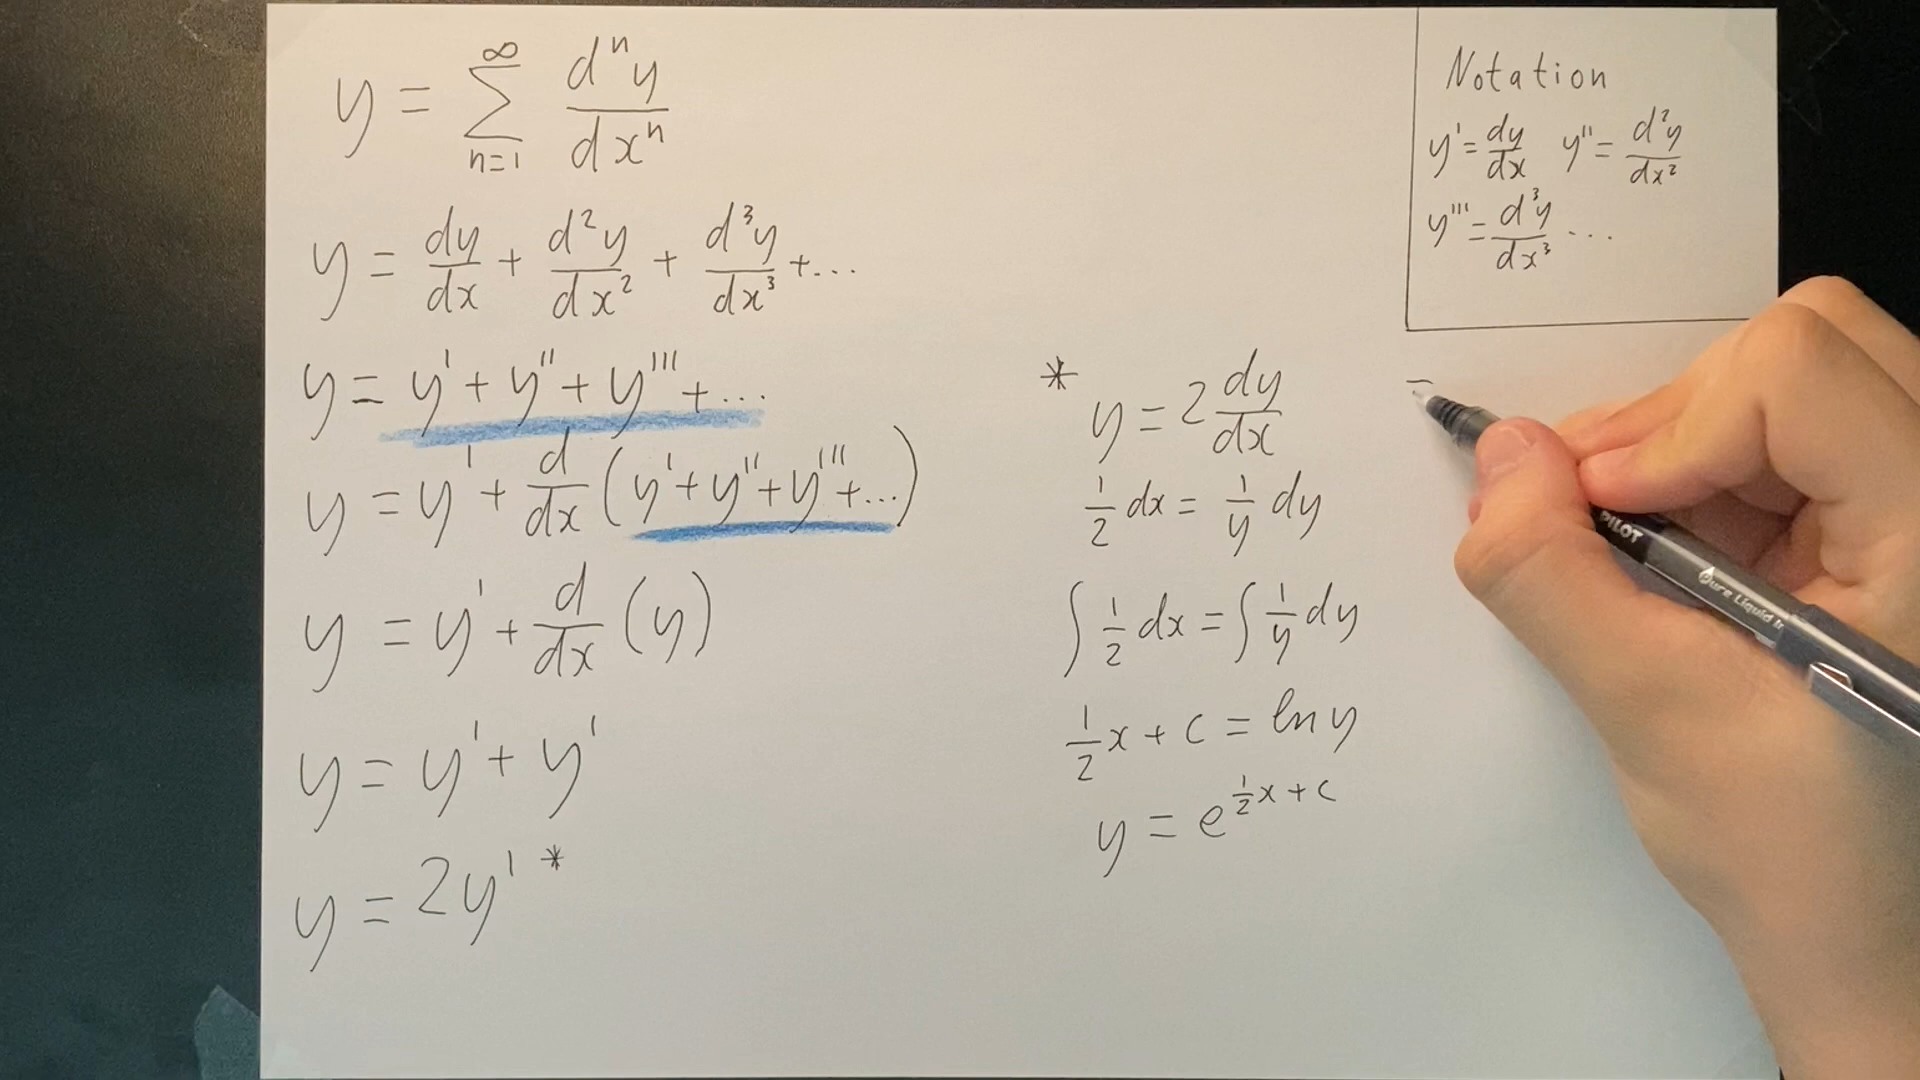 y = ∞∑n=1 dⁿy/dxⁿ
y = dy/dx + d²y/dx² + d³y/dx³ +...
y = y' + y'' + y''' +...
y = y' + d/dx (y' + y'' + y''' +...)
y = y' + d/dx (y)
y = y' + y'
y = 2y' *
Notation
y' = dy/dx y'' = d²y/dx²
y''' = d³y/dx³ ...
* y = 2 dy/dx
1/2 dx = 1/y dy
∫ 1/2 dx = ∫ 1/y dy
1/2 x + c = ln y
y = e^(1/2 x + c)
=
PILOT
Pure Liquid